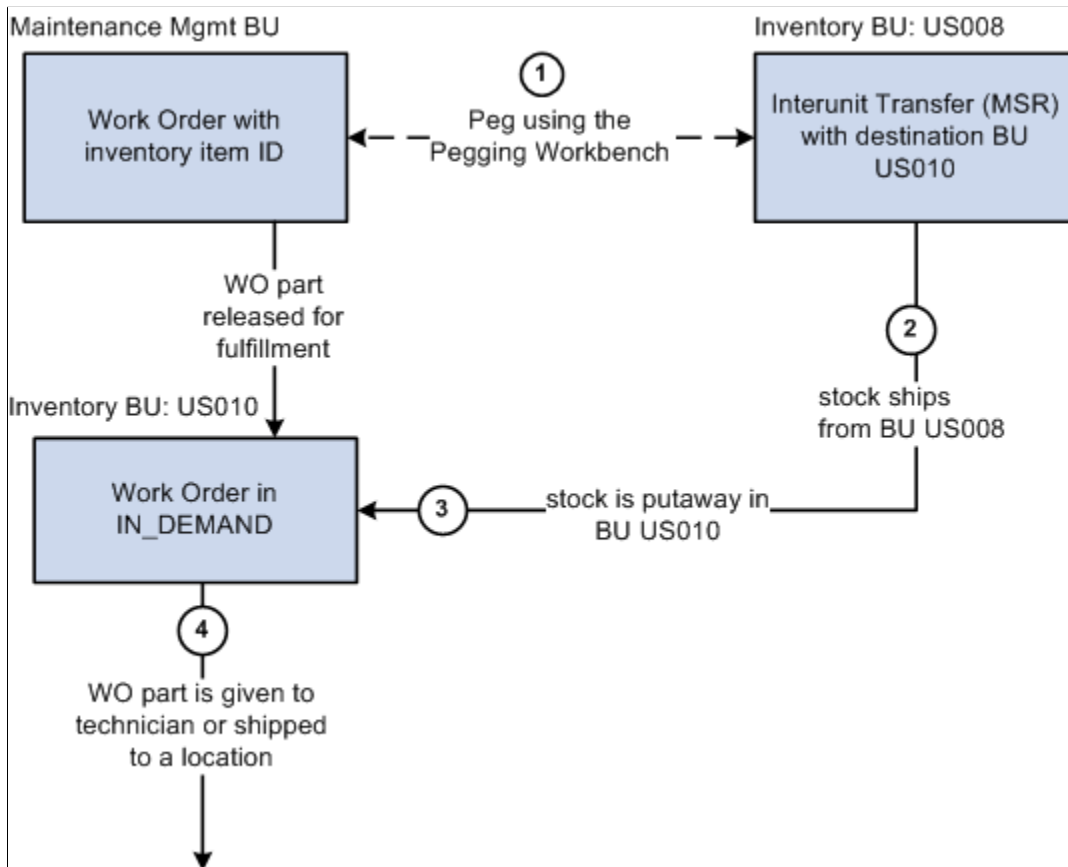 Maintenance Mgmt BU
Inventory BU: US008
Work Order with
inventory item ID
1
Peg using the
Pegging Workbench
Interunit Transfer (MSR)
with destination BU
US010
WO part
released for
fulfillment
2
stock ships
from BU US008
Inventory BU: US010
Work Order in
IN_DEMAND
3
stock is putaway in
BU US010
4
WO part is given to
technician or shipped
to a location